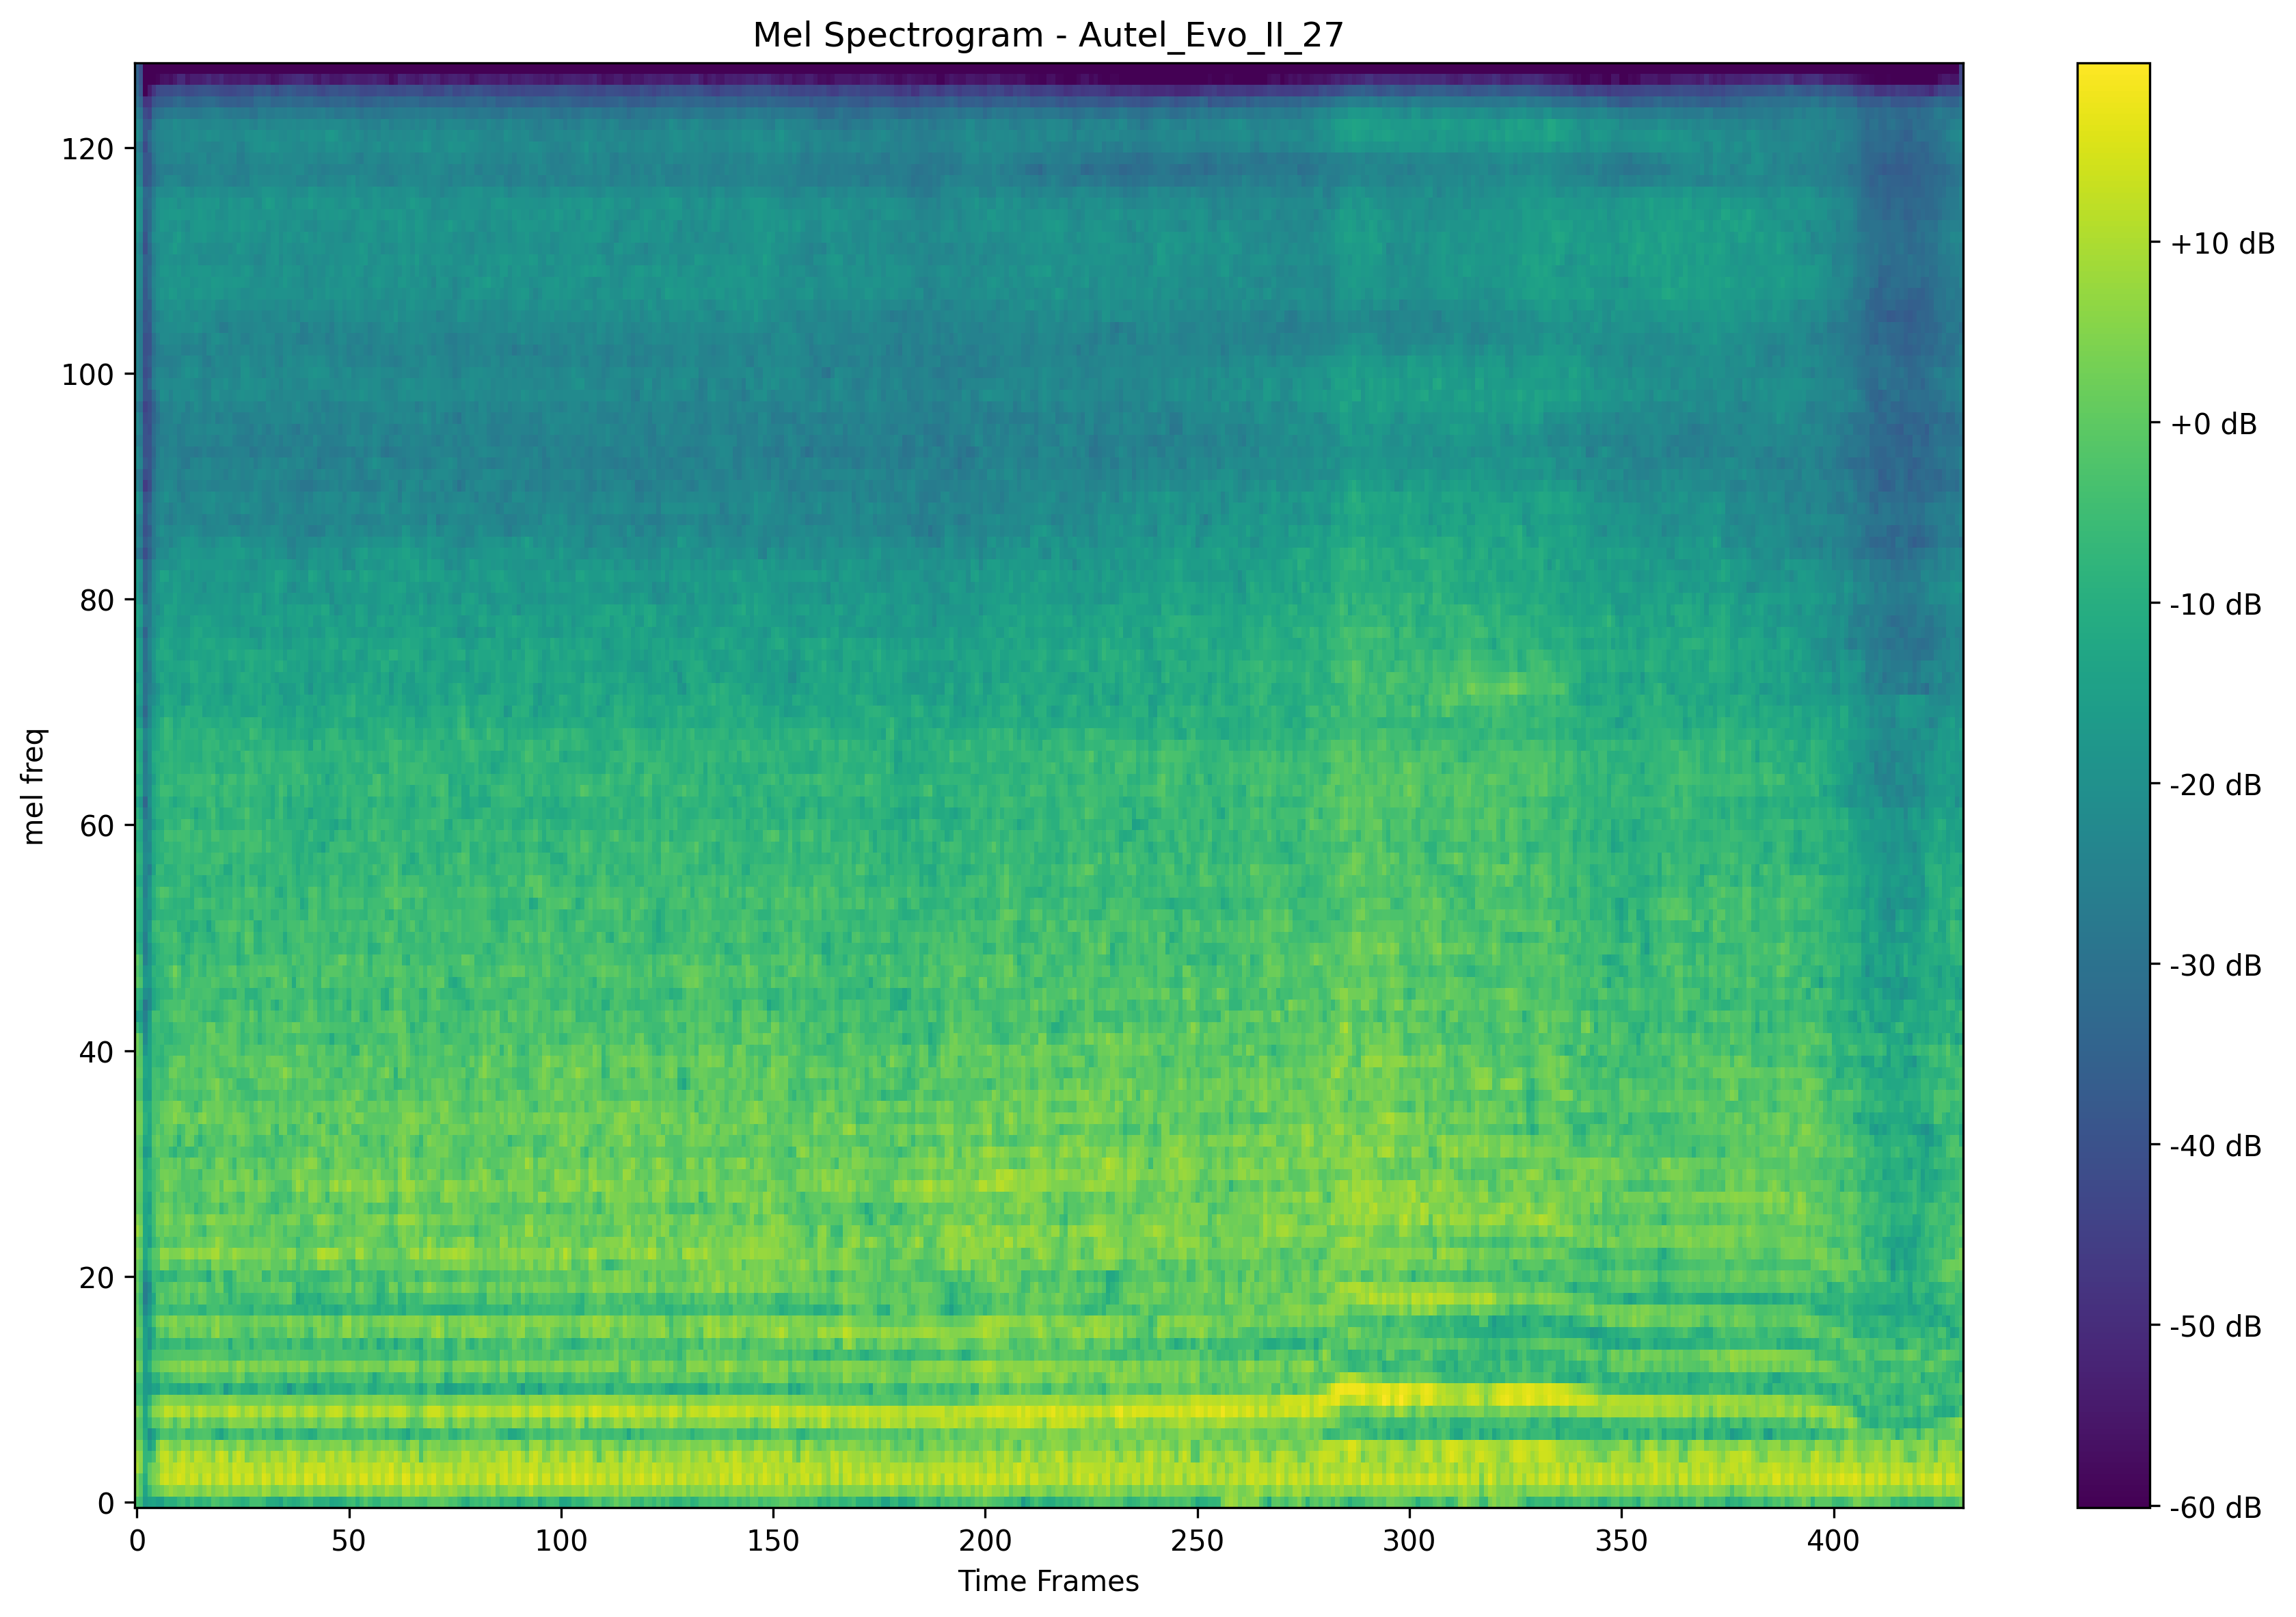 Mel Spectrogram - Autel_Evo_II_27
mel freq
120
100
80
60
40
20
0
0 50 100 150 200 250 300 350 400
Time Frames
+10 dB
+0 dB
-10 dB
-20 dB
-30 dB
-40 dB
-50 dB
-60 dB